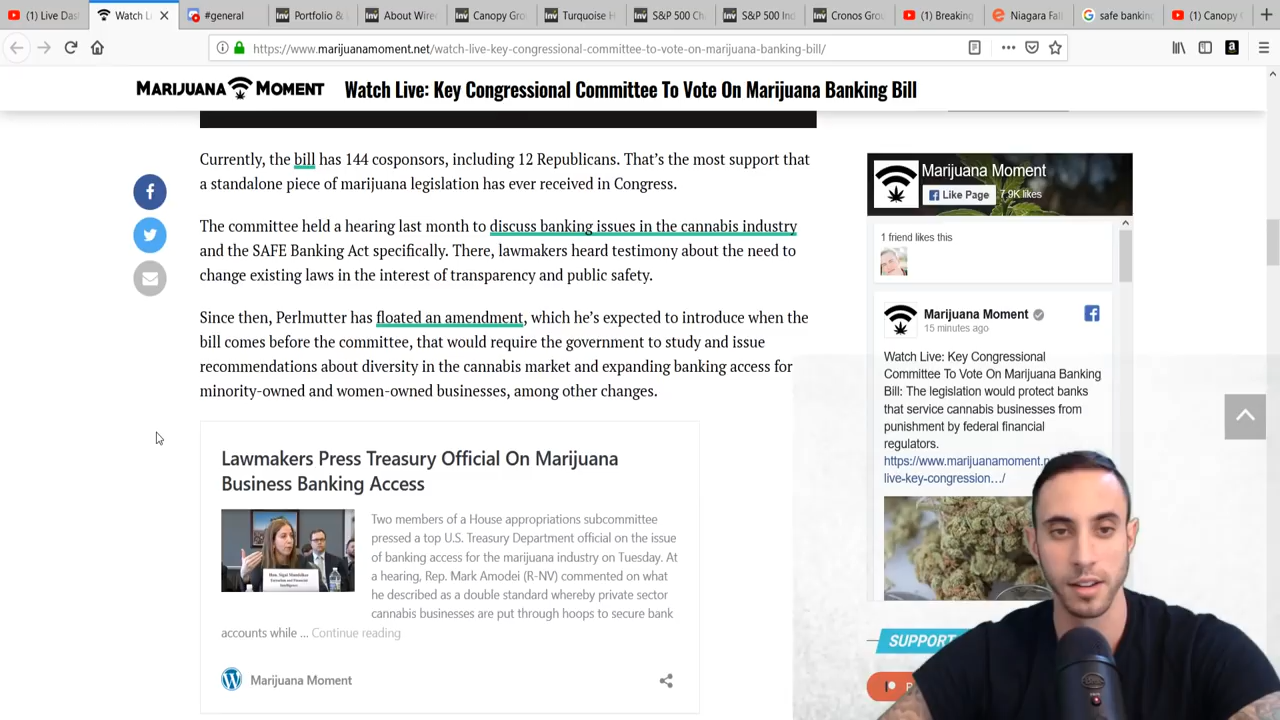 (1) Live Dash
Watch L
#general
Portfolio &
About Wire
Canopy Gr
Turquoise H
S&P 500 Ch
S&P 500 Ind
Cronos Grou
(1) Breaking
Niagara Fal
safe bankin
(1) Canopy
https://www.marijuanamoment.net/watch-live-key-congressional-committee-to-vote-on-marijuana-banking-bill/
MARIJUANA MOMENT
Watch Live: Key Congressional Committee To Vote On Marijuana Banking Bill
Currently, the bill has 144 cosponsors, including 12 Republicans. That's the most support that
a standalone piece of marijuana legislation has ever received in Congress.
The committee held a hearing last month to discuss banking issues in the cannabis industry
and the SAFE Banking Act specifically. There, lawmakers heard testimony about the need to
change existing laws in the interest of transparency and public safety.
Since then, Perlmutter has floated an amendment, which he's expected to introduce when the
bill comes before the committee, that would require the government to study and issue
recommendations about diversity in the cannabis market and expanding banking access for
minority-owned and women-owned businesses, among other changes.
Lawmakers Press Treasury Official On Marijuana
Business Banking Access
Two members of a House appropriations subcommittee
pressed a top U.S. Treasury Department official on the issue
of banking access for the marijuana industry on Tuesday. At
a hearing, Rep. Mark Amodei (R-NV) commented on what
he described as a double standard whereby private sector
cannabis businesses are put through hoops to secure bank
accounts while ... Continue reading
Marijuana Moment
Marijuana Moment
Like Page
7.9K likes
1 friend likes this
Marijuana Moment
15 minutes ago
Watch Live: Key Congressional
Committee To Vote On Marijuana Banking
Bill: The legislation would protect banks
that service cannabis businesses from
punishment by federal financial
regulators.
https://www.marijuanamoment.n
live-key-congression.../
SUPPORT
P